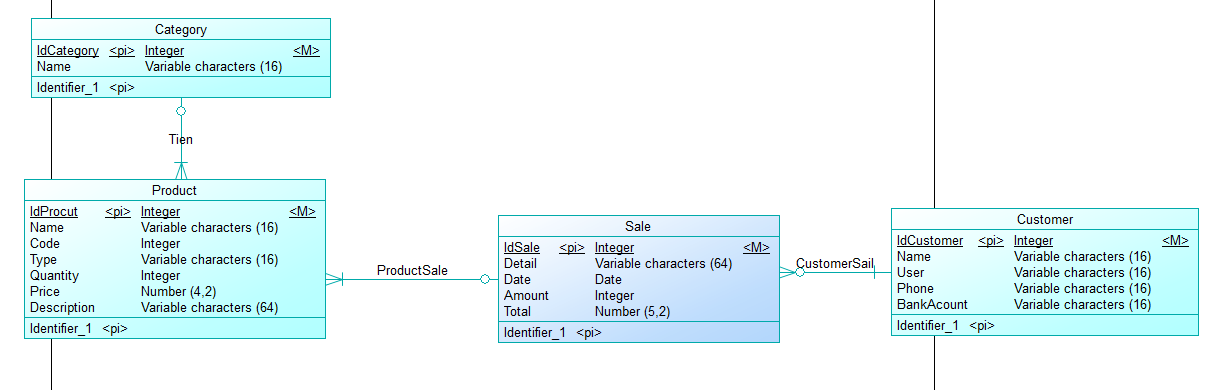 Category
IdCategory <pi> Integer <M>
Name Variable characters (16)
Identifier_1 <pi>
Tien
Product
IdProcut <pi> Integer <M>
Name Variable characters (16)
Code Integer
Type Variable characters (16)
Quantity Integer
Price Number (4,2)
Description Variable characters (64)
Identifier_1 <pi>
ProductSale
Sale
IdSale <pi> Integer <M>
Detail Variable characters (64)
Date Date
Amount Integer
Total Number (5,2)
Identifier_1 <pi>
CustomerSail
Customer
IdCustomer <pi> Integer <M>
Name Variable characters (16)
User Variable characters (16)
Phone Variable characters (16)
BankAcount Variable characters (16)
Identifier_1 <pi>